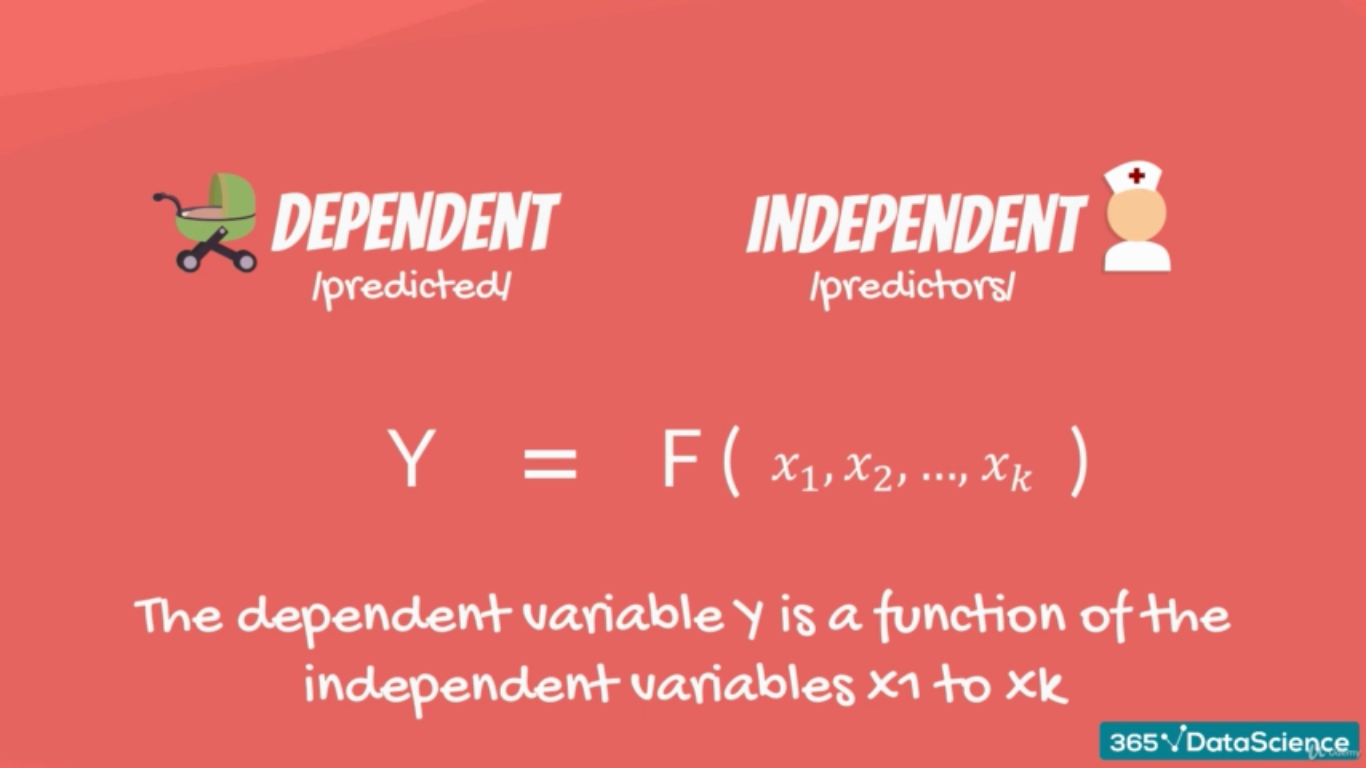 DEPENDENT
/predicted/
INDEPENDENT
/predictors/
Y = F ( x₁, x₂, ..., xₖ )
The dependent variable Y is a function of the
independent variables x1 to xk
365 DataScience